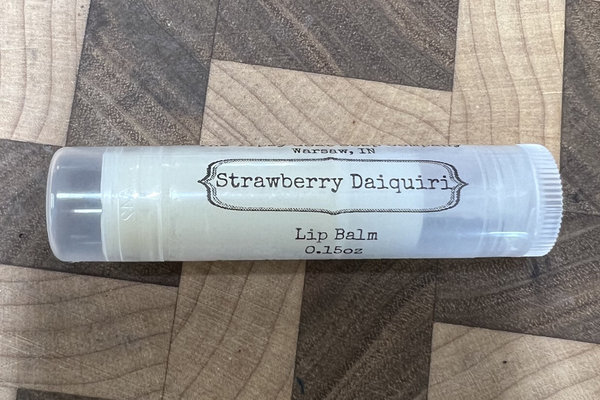 Warsaw, IN
Strawberry Daiquiri
Lip Balm
0.15oz